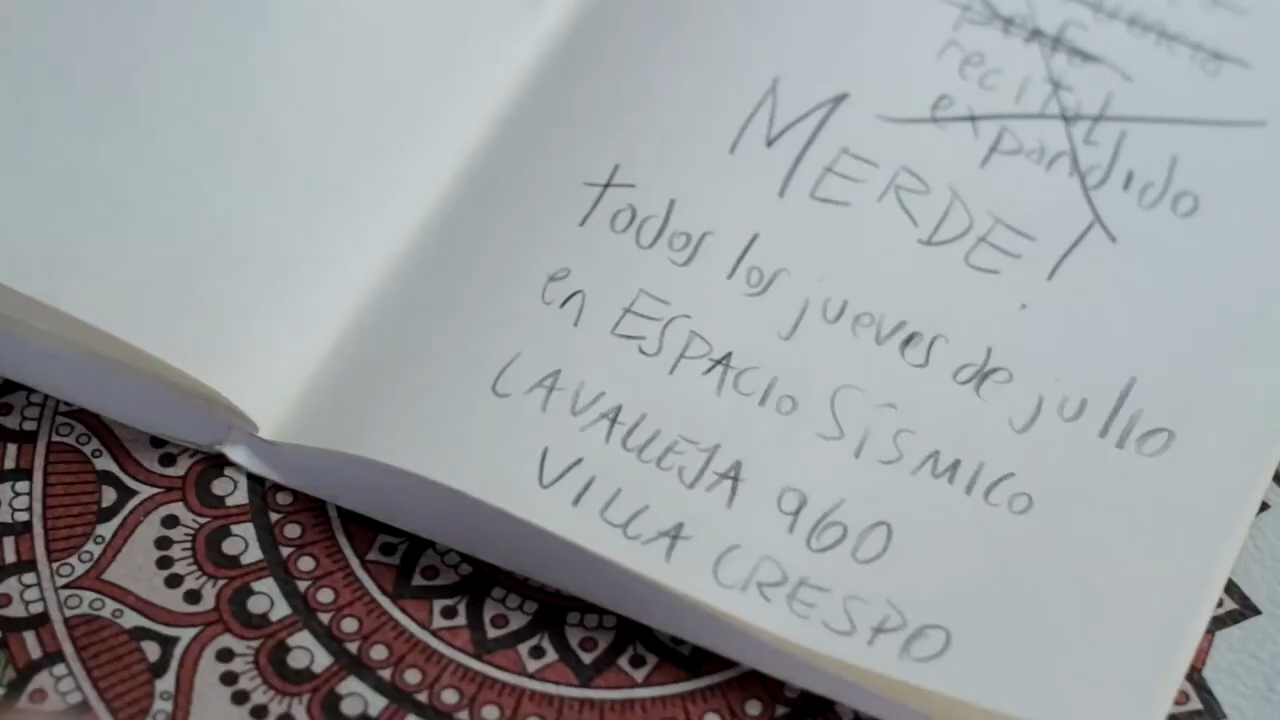 recital
expandido
MERDE!
todos los jueves de julio
en ESPACIO SÍSMICO
LAVALLEJA 960
VILLA CRESPO